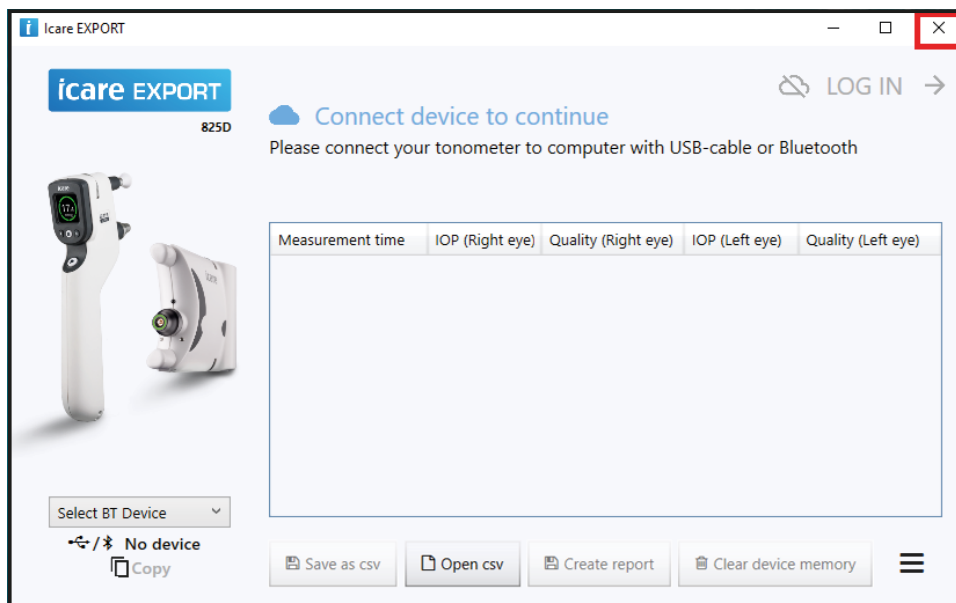 Icare EXPORT
icare EXPORT
825D
LOG IN
Connect device to continue
Please connect your tonometer to computer with USB-cable or Bluetooth
Measurement time IOP (Right eye) Quality (Right eye) IOP (Left eye) Quality (Left eye)
Select BT Device
/ No device
Copy
Save as csv Open csv Create report Clear device memory